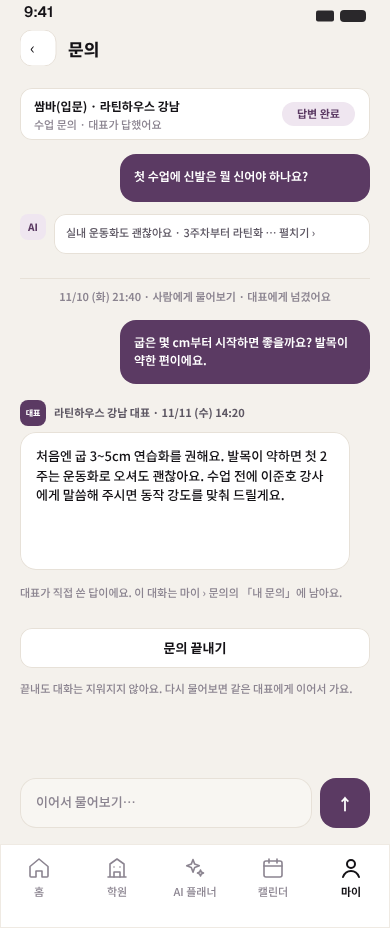 9:41
‹ 문의
쌈바(입문) · 라틴하우스 강남
수업 문의 · 대표가 답했어요
답변 완료
첫 수업에 신발은 뭘 신어야 하나요?
AI
실내 운동화도 괜찮아요 · 3주차부터 라틴화 … 펼치기 ›
11/10 (화) 21:40 · 사람에게 물어보기 · 대표에게 넘겼어요
굽은 몇 cm부터 시작하면 좋을까요? 발목이
약한 편이에요.
대표 라틴하우스 강남 대표 · 11/11 (수) 14:20
처음엔 굽 3~5cm 연습화를 권해요. 발목이 약하면 첫 2
주는 운동화로 오셔도 괜찮아요. 수업 전에 이준호 강사
에게 말씀해 주시면 동작 강도를 맞춰 드릴게요.
대표가 직접 쓴 답이에요. 이 대화는 마이 › 문의의 「내 문의」에 남아요.
문의 끝내기
끝내도 대화는 지워지지 않아요. 다시 물어보면 같은 대표에게 이어서 가요.
이어서 물어보기…
↑
홈 학원 AI 플래너 캘린더 마이